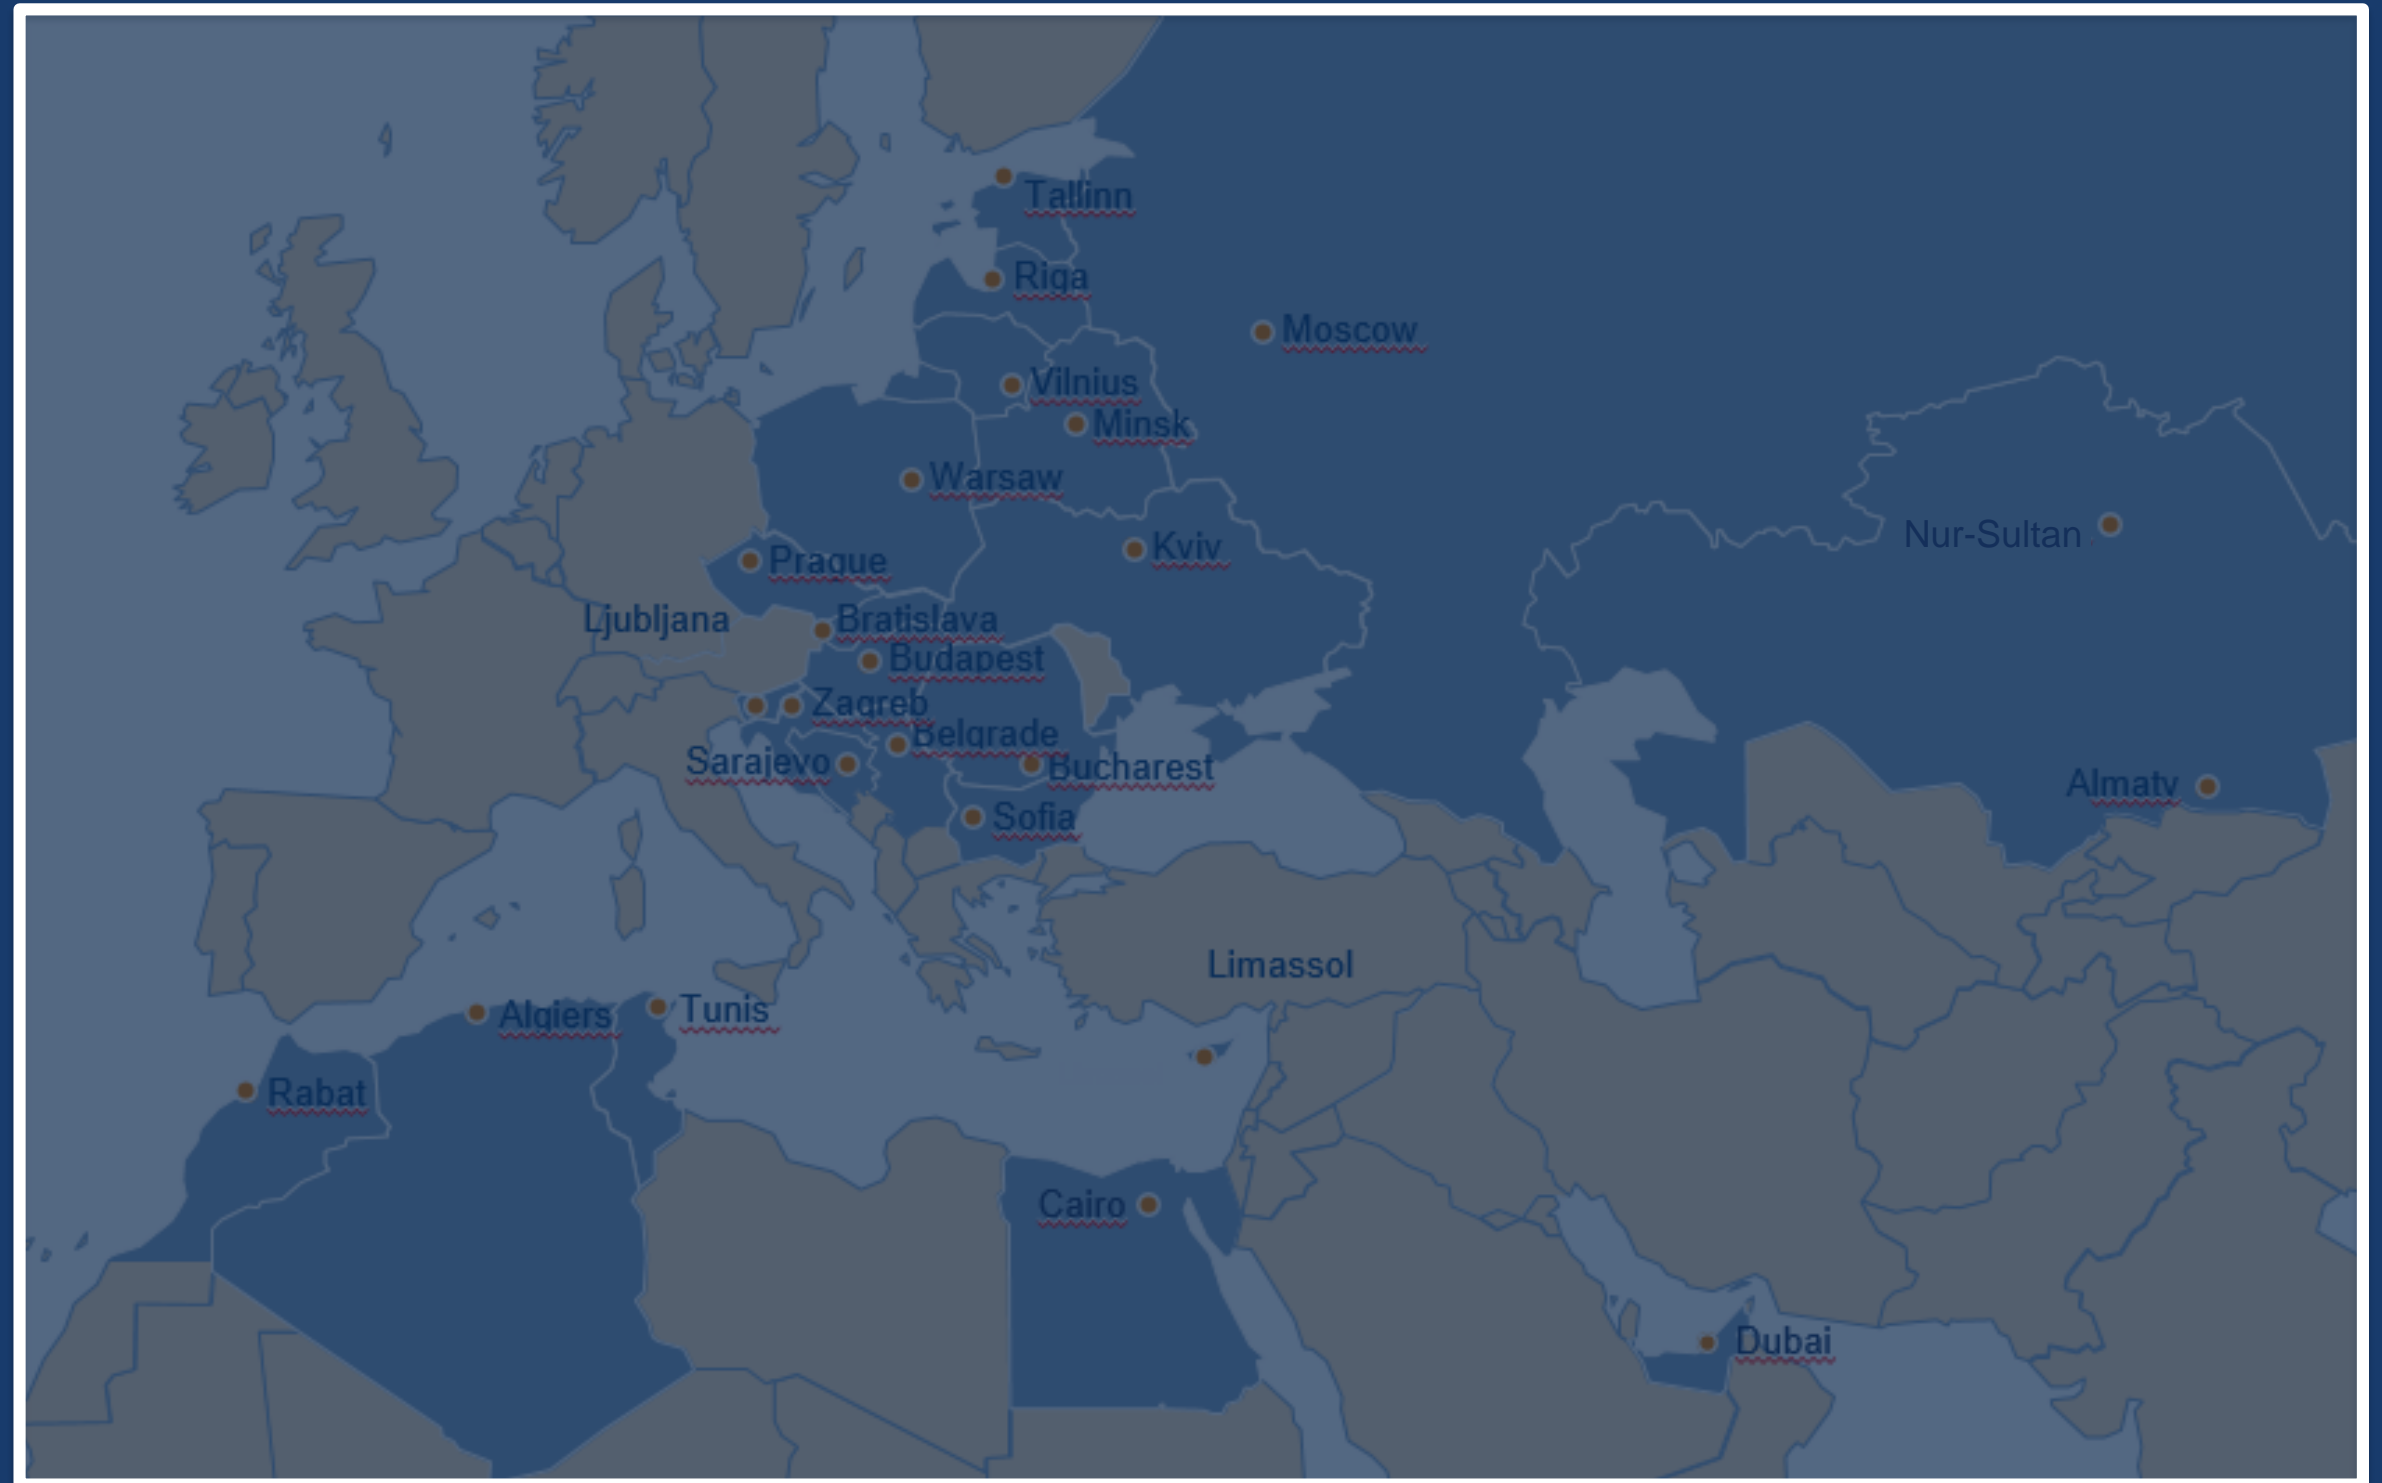 Tallinn
Riga
Moscow
Vilnius
Minsk
Warsaw
Nur-Sultan
Kyiv
Prague
Ljubljana
Bratislava
Budapest
Zagreb
Belgrade
Sarajevo
Bucharest
Almaty
Sofia
Limassol
Algiers
Tunis
Rabat
Cairo
Dubai